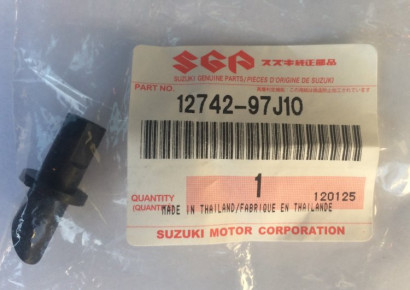 SGP スズキ純正部品
SUZUKI GENUINE PARTS/PIECES D'ORIGINE DE SUZUKI
PART NO.
12742-97J10
QUANTITY
(QUANTITÉ)
1
120125
MADE IN THAILAND/FABRIQUE EN THAILANDE
SUZUKI MOTOR CORPORATION